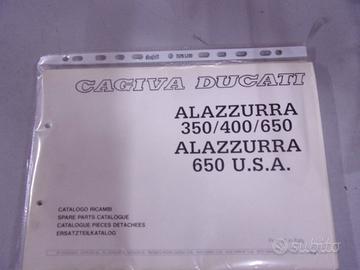 CAGIVA DUCATI
ALAZZURRA
350/400/650
ALAZZURRA
650 U.S.A.
CATALOGO RICAMBI
SPARE PARTS CATALOGUE
CATALOGUE PIECES DETACHEES
ERSATZTEILKATALOG
subito